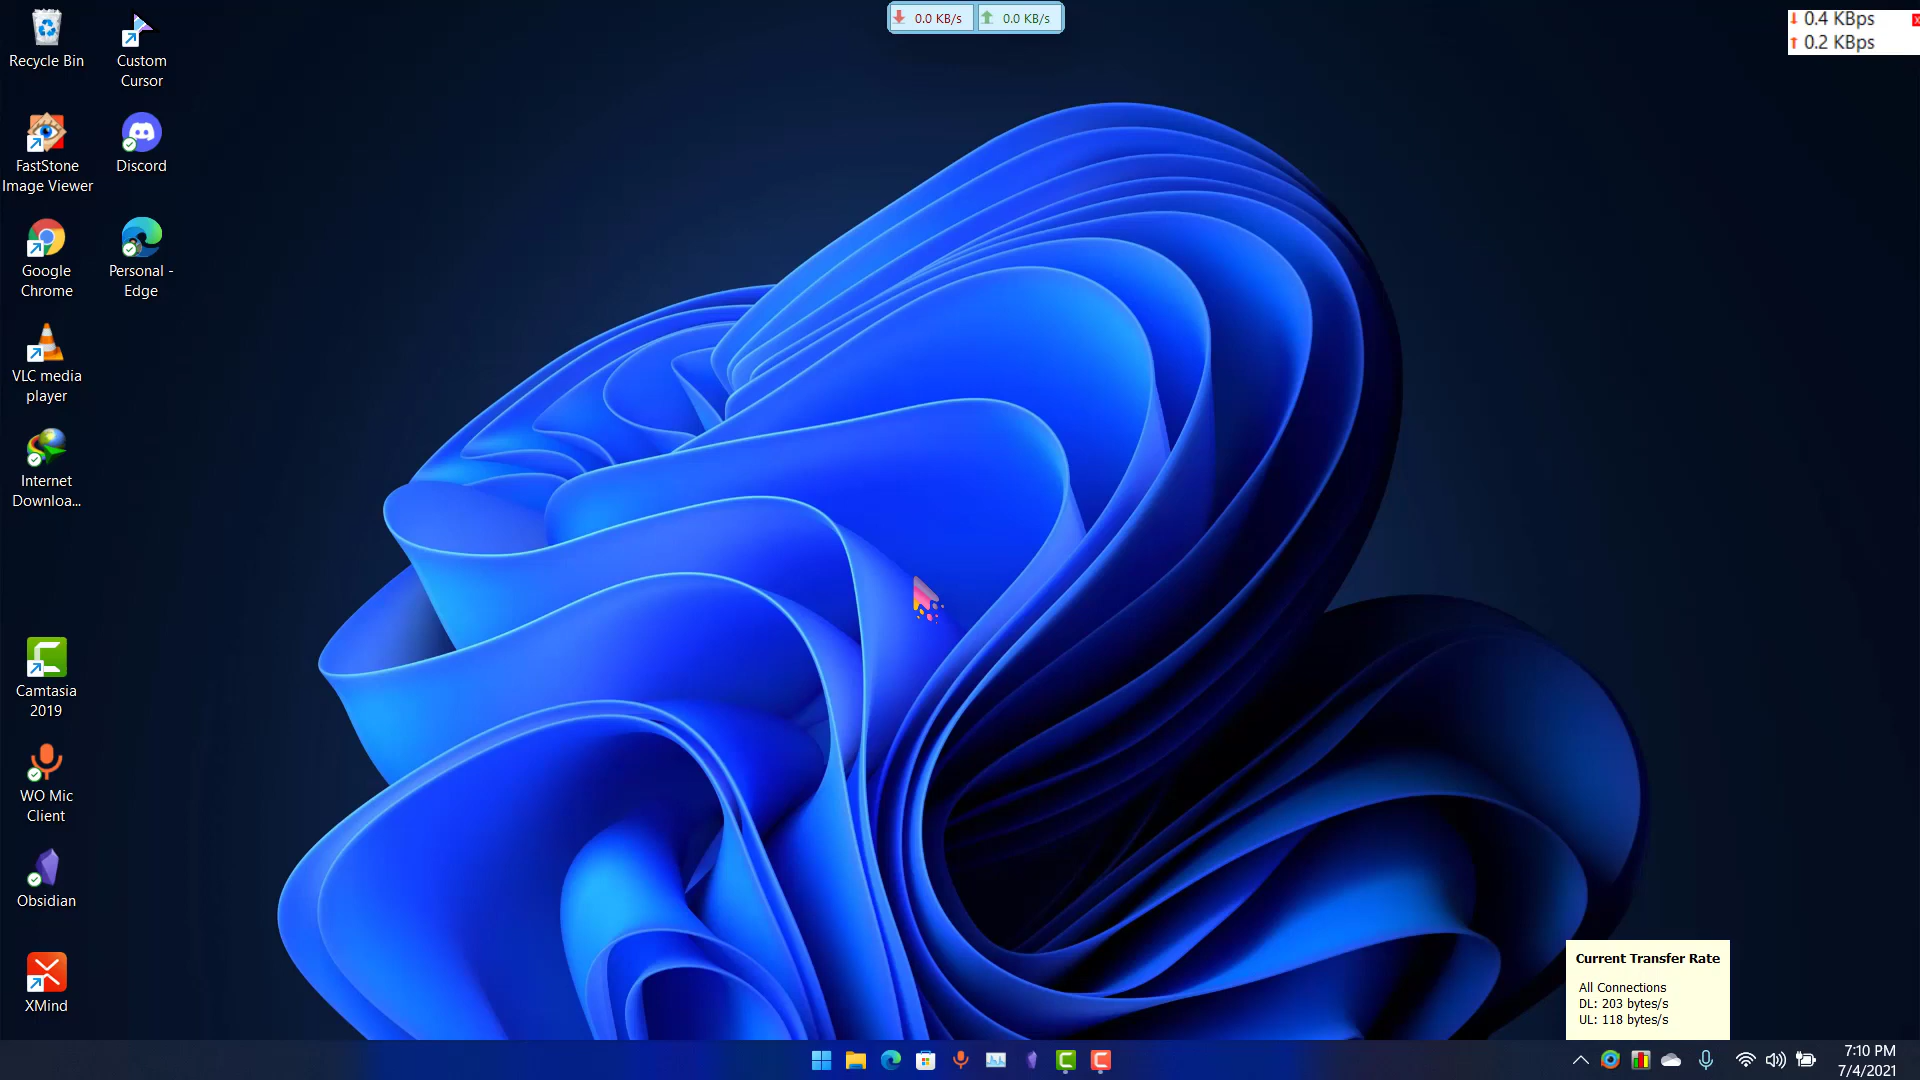 0.0 KB/s 0.0 KB/s
0.4 KBps
0.2 KBps
Recycle Bin
Custom
Cursor
FastStone
Image Viewer
Discord
Google
Chrome
Personal -
Edge
VLC media
player
Internet
Downloa...
Camtasia
2019
WO Mic
Client
Obsidian
XMind
Current Transfer Rate
All Connections
DL: 203 bytes/s
UL: 118 bytes/s
7:10 PM
7/4/2021